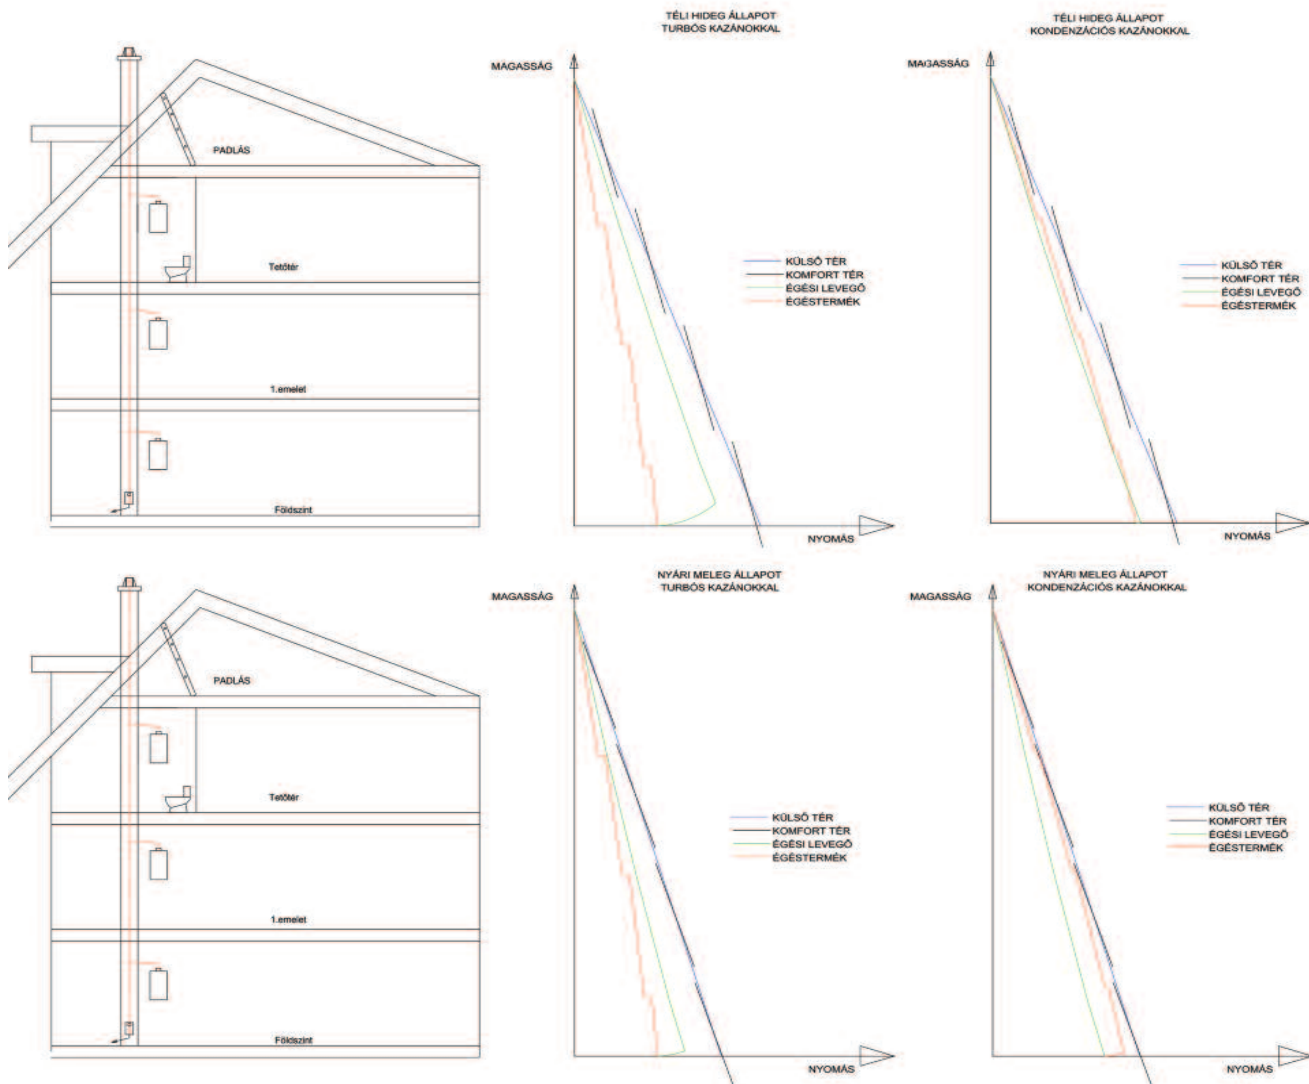 TÉLI HIDEG ÁLLAPOT
TURBÓS KAZÁNOKKAL
MAGASSÁG
KÜLSŐ TÉR
KOMFORT TÉR
ÉGÉSI LEVEGŐ
ÉGÉSTERMÉK
NYOMÁS
TÉLI HIDEG ÁLLAPOT
KONDENZÁCIÓS KAZÁNOKKAL
MAGASSÁG
KÜLSŐ TÉR
KOMFORT TÉR
ÉGÉSI LEVEGŐ
ÉGÉSTERMÉK
NYOMÁS
PADLÁS
Tetőtér
1.emelet
Földszint
NYÁRI MELEG ÁLLAPOT
TURBÓS KAZÁNOKKAL
MAGASSÁG
KÜLSŐ TÉR
KOMFORT TÉR
ÉGÉSI LEVEGŐ
ÉGÉSTERMÉK
NYOMÁS
NYÁRI MELEG ÁLLAPOT
KONDENZÁCIÓS KAZÁNOKKAL
MAGASSÁG
KÜLSŐ TÉR
KOMFORT TÉR
ÉGÉSI LEVEGŐ
ÉGÉSTERMÉK
NYOMÁS
PADLÁS
Tetőtér
1.emelet
Földszint